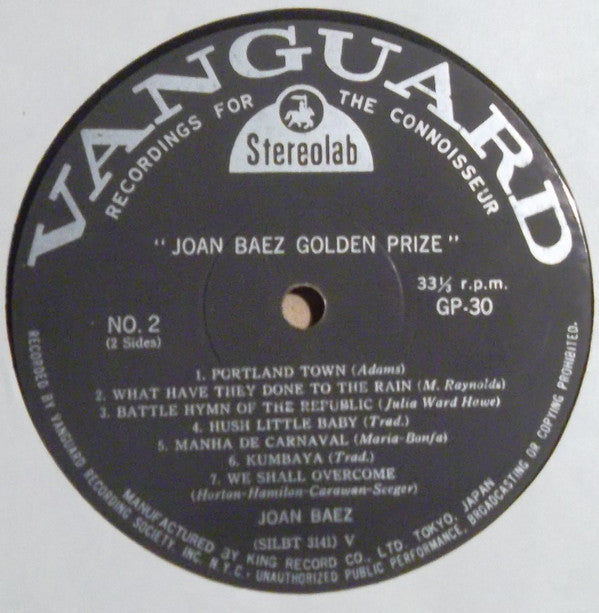 VANGUARD
RECORDINGS FOR THE CONNOISSEUR
Stereolab
"JOAN BAEZ GOLDEN PRIZE"
33⅓ r.p.m.
GP-30
NO. 2
(2 Sides)
1. PORTLAND TOWN (Adams)
2. WHAT HAVE THEY DONE TO THE RAIN (M. Raynolds)
3. BATTLE HYMN OF THE REPUBLIC (Julia Ward Howe)
4. HUSH LITTLE BABY (Trad.)
5. MANHA DE CARNAVAL (Maria-Bonfa)
6. KUMBAYA (Trad.)
7. WE SHALL OVERCOME
(Horton-Hamilon-Carawan-Seeger)
JOAN BAEZ
(SILBT 3141) V
MANUFACTURED BY KING RECORD CO., LTD. TOKYO, JAPAN
RECORDED BY VANGUARD RECORDING SOCIETY INC. N.Y.C., UNAUTHORIZED PUBLIC PERFORMANCE, BROADCASTING OR COPYING PROHIBITED.